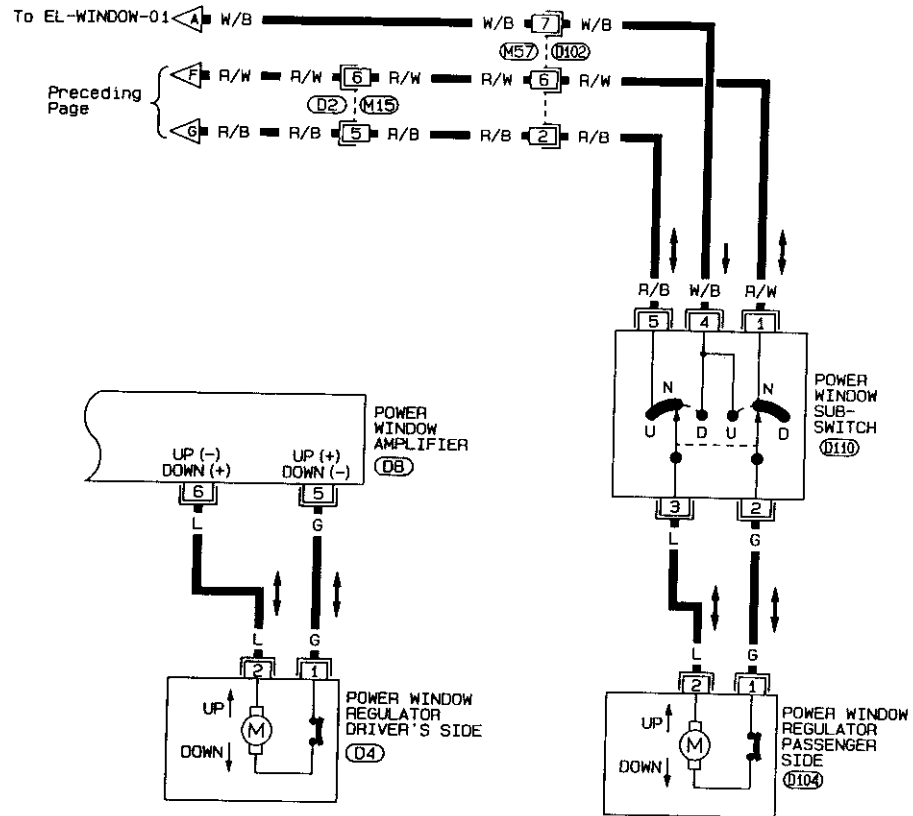 To EL-WINDOW-01 A W/B W/B 7 W/B
M57 D102
F R/W R/W 6 R/W R/W 6 R/W
Preceding
Page
D2 M15
G R/B R/B 5 R/B R/B 2 R/B
R/B W/B R/W
5 4 1
N N
U D U D
POWER
WINDOW
SUB-
SWITCH
D110
3 2
L G
L G
2 1
UP
M
DOWN
POWER WINDOW
REGULATOR
PASSENGER
SIDE
D104
POWER
WINDOW
AMPLIFIER
D8
UP (-) UP (+)
DOWN (+) DOWN (-)
6 5
L G
L G
2 1
UP
M
DOWN
POWER WINDOW
REGULATOR
DRIVER'S SIDE
D4